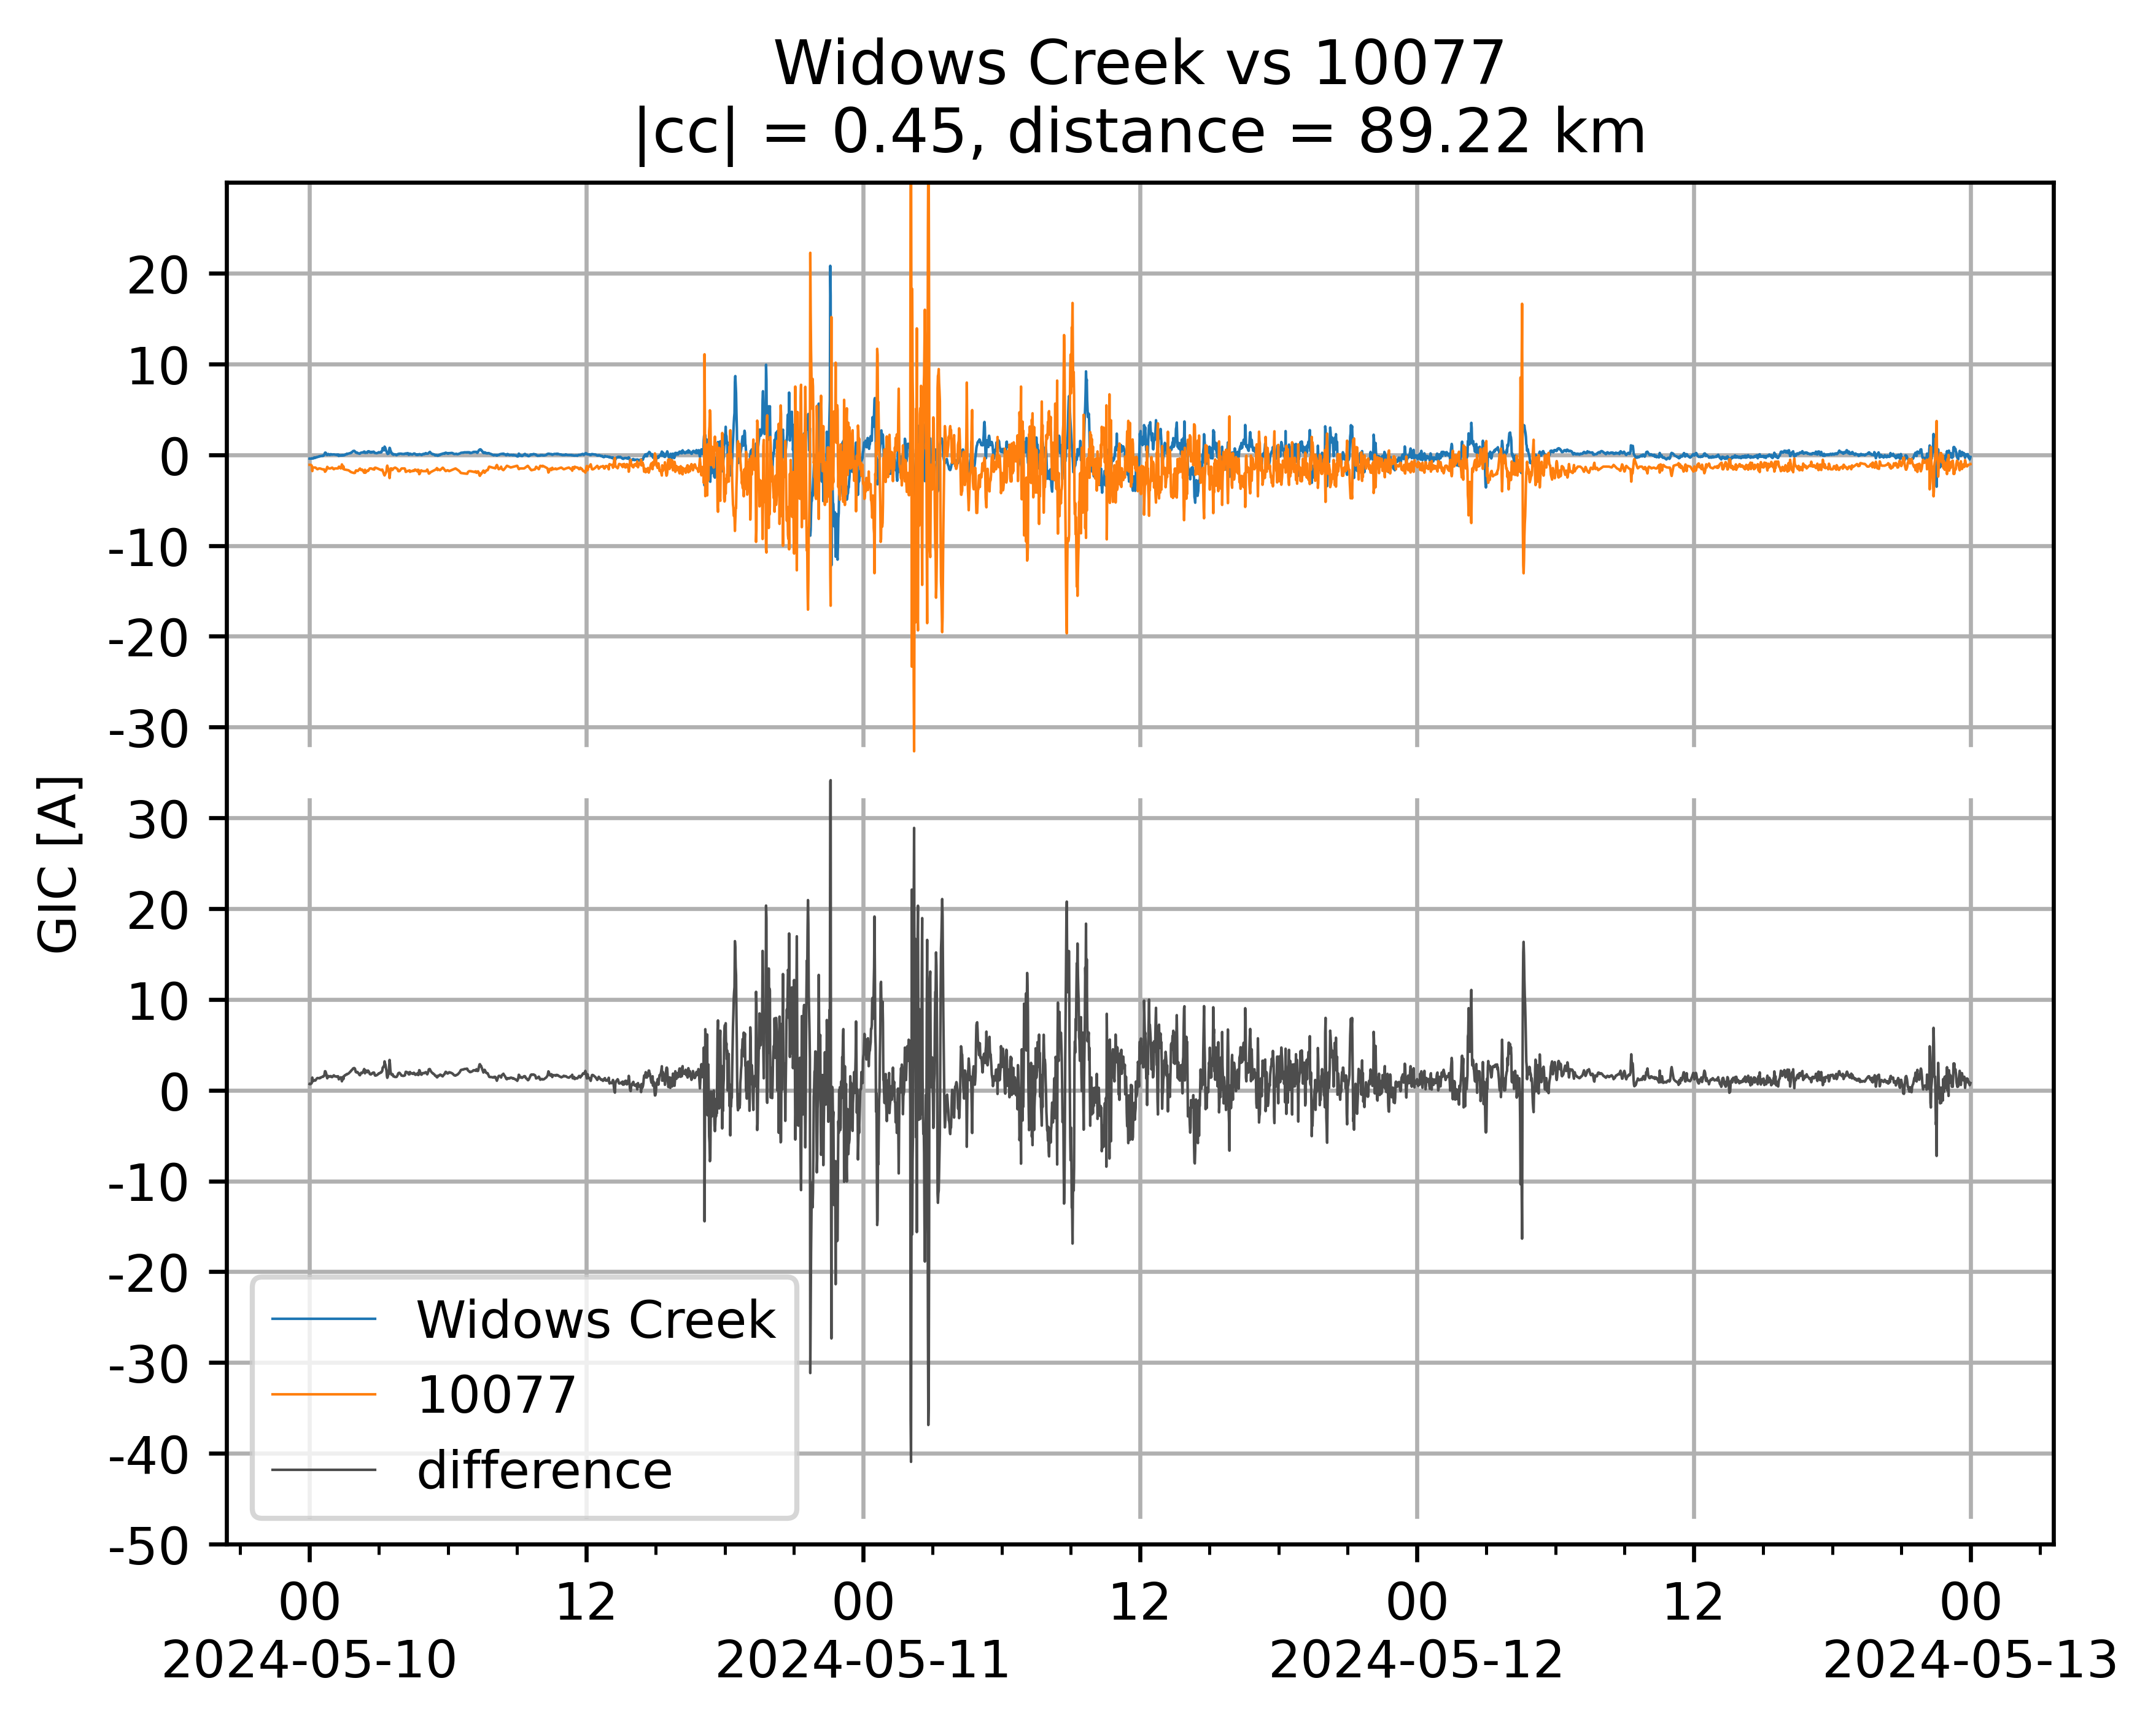 Widows Creek vs 10077
|cc| = 0.45, distance = 89.22 km
GIC [A]
20
10
0
-10
-20
-30
30
20
10
0
-10
-20
-30
-40
-50
Widows Creek
10077
difference
00 12 00 12 00 12 00
2024-05-10 2024-05-11 2024-05-12 2024-05-13